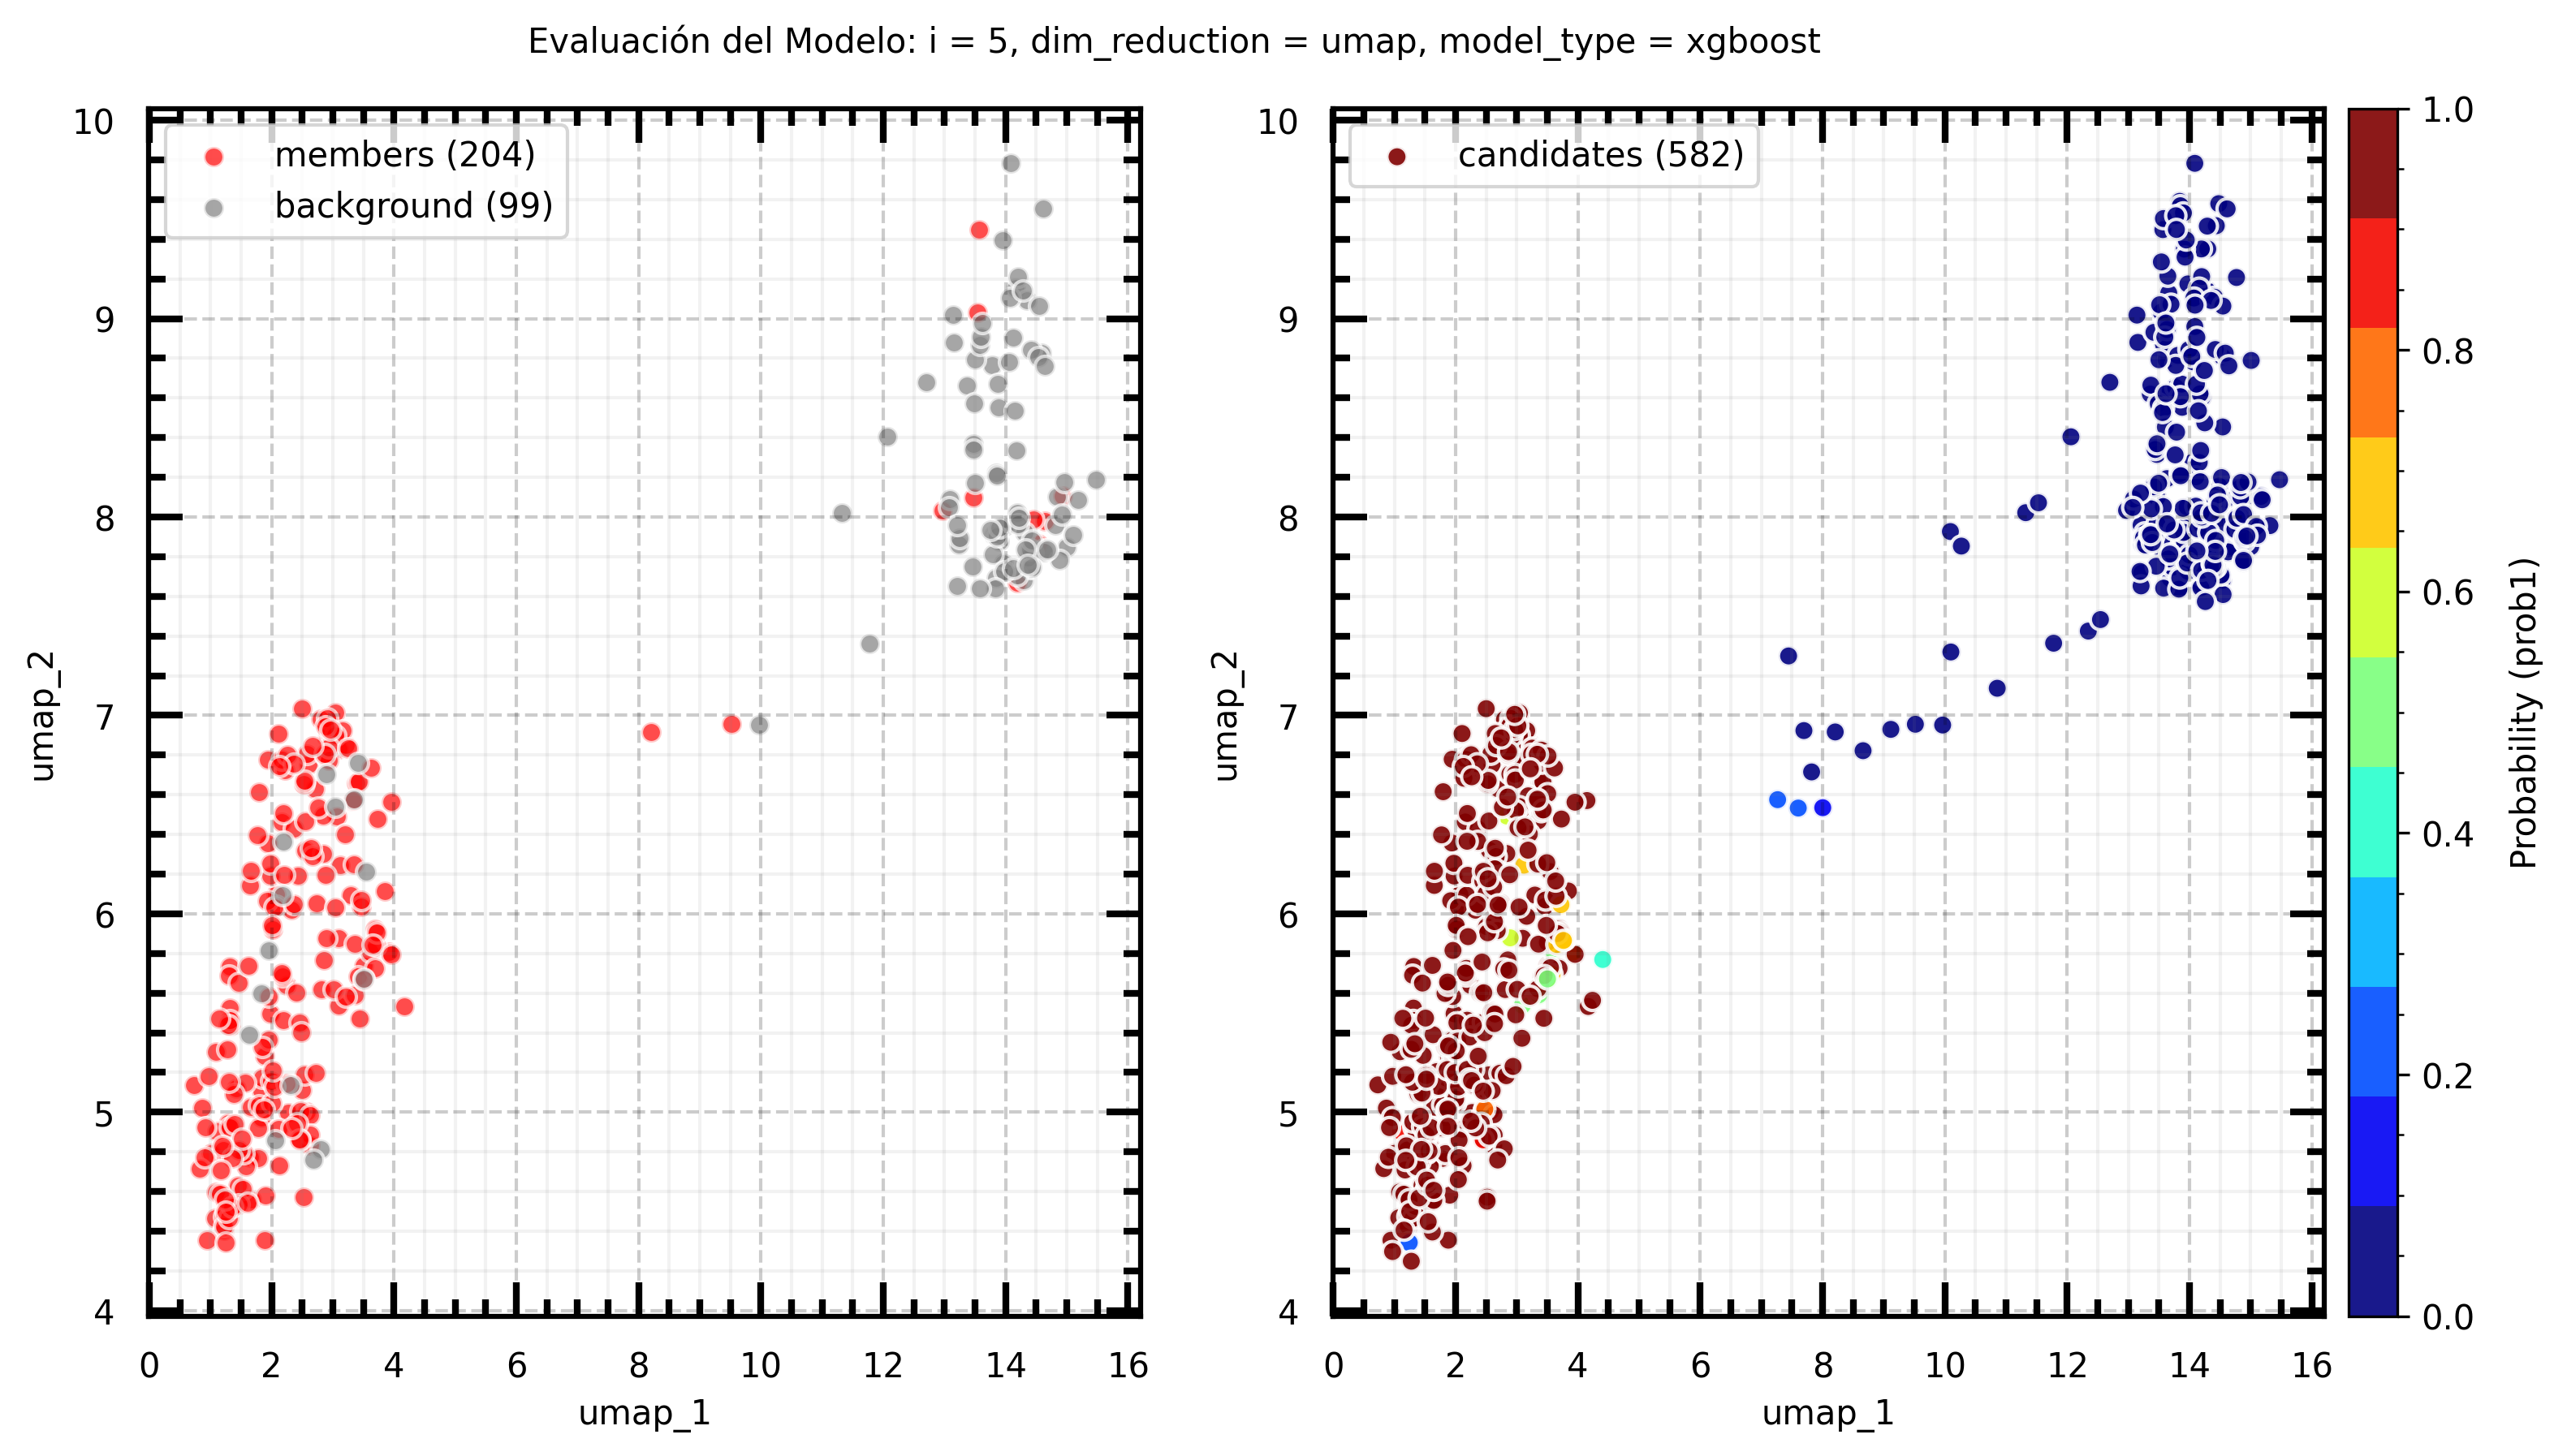 Evaluación del Modelo: i = 5, dim_reduction = umap, model_type = xgboost
members (204)
background (99)
10
9
8
7
6
5
4
umap_2
0 2 4 6 8 10 12 14 16
umap_1
candidates (582)
10
9
8
7
6
5
4
umap_2
0 2 4 6 8 10 12 14 16
umap_1
1.0
0.8
0.6
0.4
0.2
0.0
Probability (prob1)